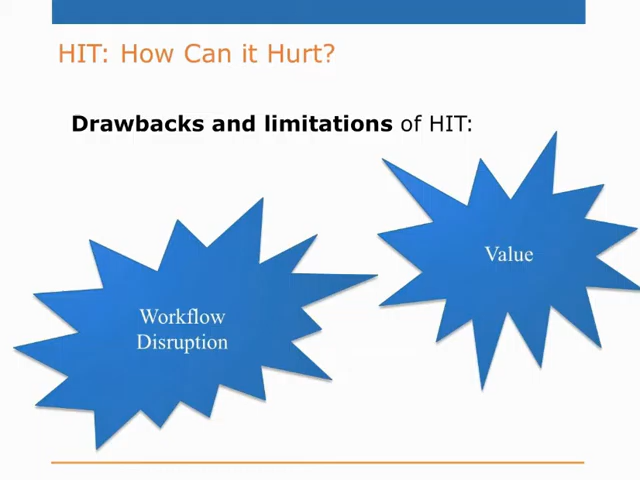 HIT: How Can it Hurt?
Drawbacks and limitations of HIT:
Value
Workflow
Disruption